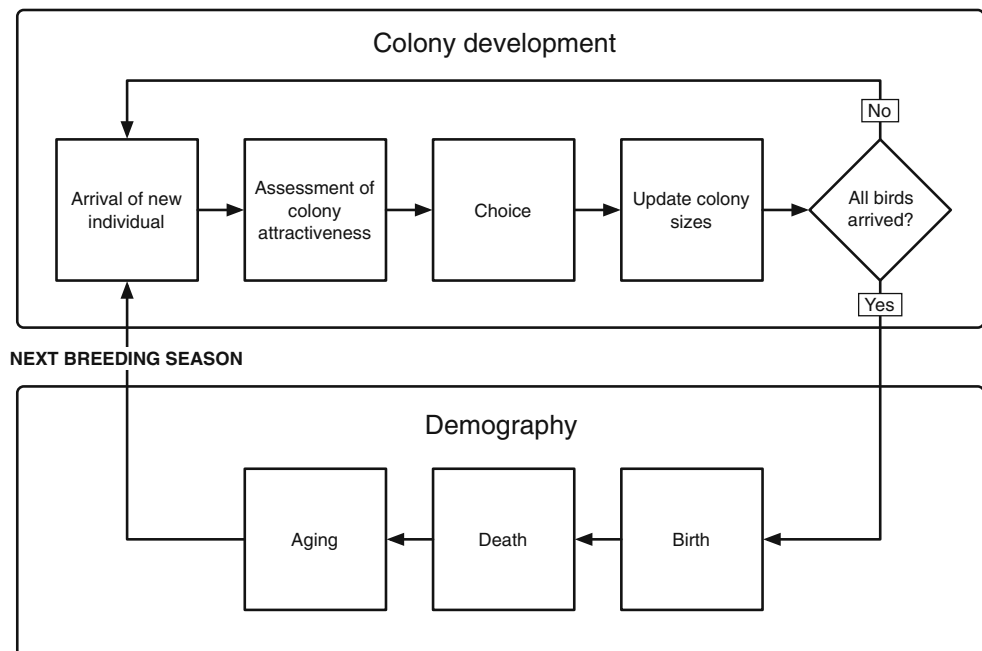 Colony development
No
Arrival of new
individual
Assessment of
colony
attractiveness
Choice
Update colony
sizes
All birds
arrived?
Yes
NEXT BREEDING SEASON
Demography
Aging
Death
Birth